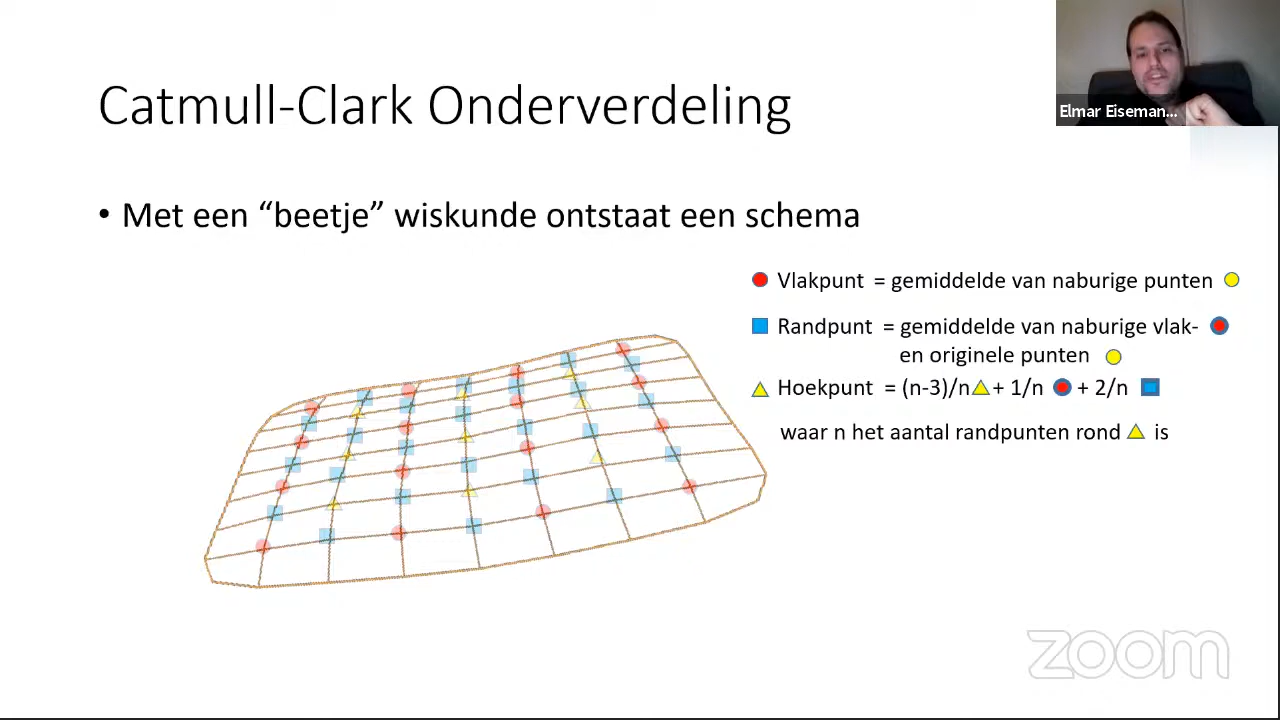 Elmar Eiseman...
Catmull-Clark Onderverdeling
• Met een “beetje” wiskunde ontstaat een schema
Vlakpunt = gemiddelde van naburige punten
Randpunt = gemiddelde van naburige vlak-
en originele punten
Hoekpunt = (n-3)/n + 1/n + 2/n
waar n het aantal randpunten rond is
zoom